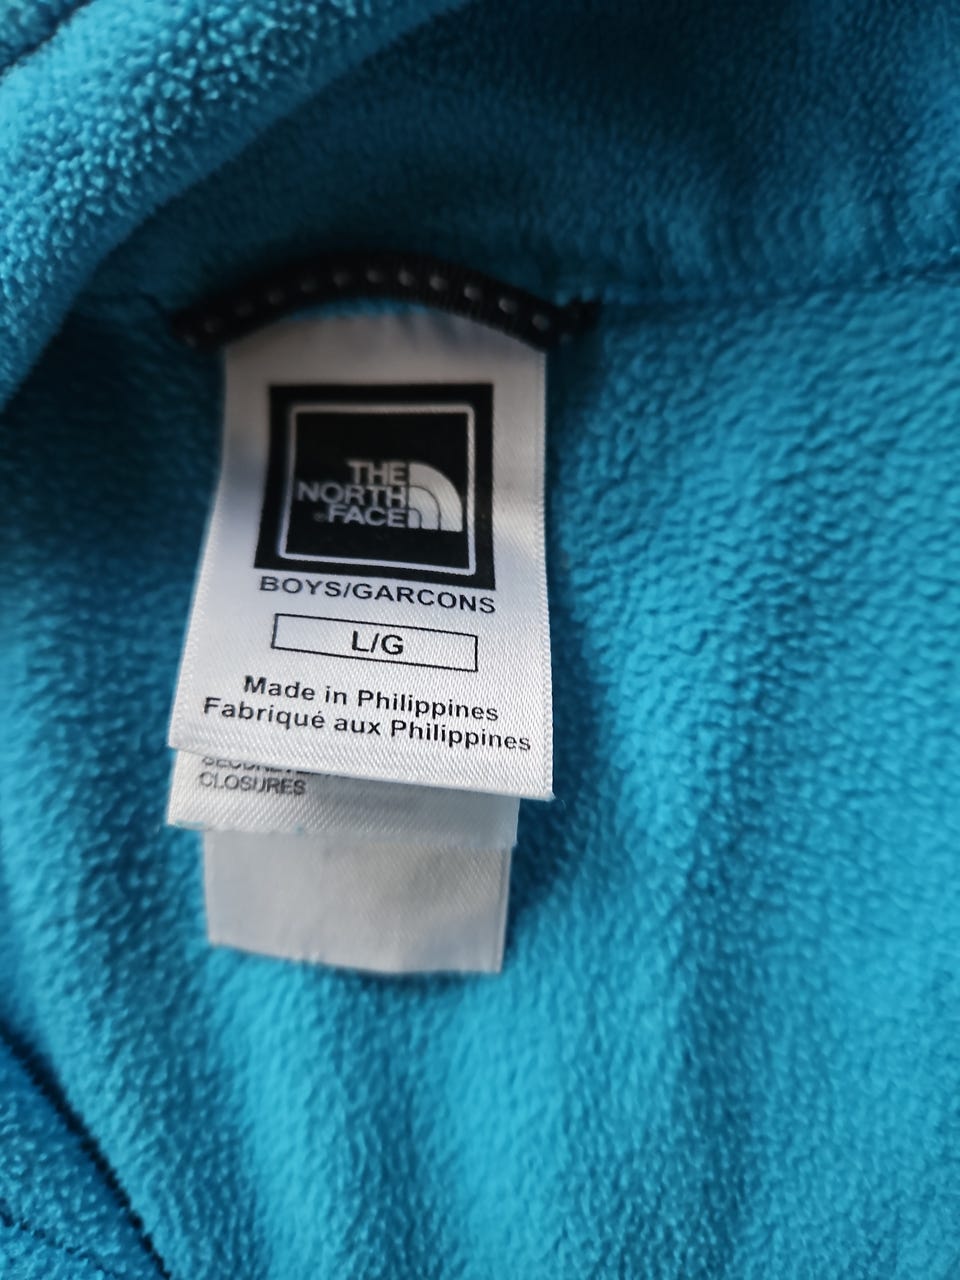 THE
NORTH
FACE
BOYS/GARCONS
L/G
Made in Philippines
Fabriqué aux Philippines
CLOSURES